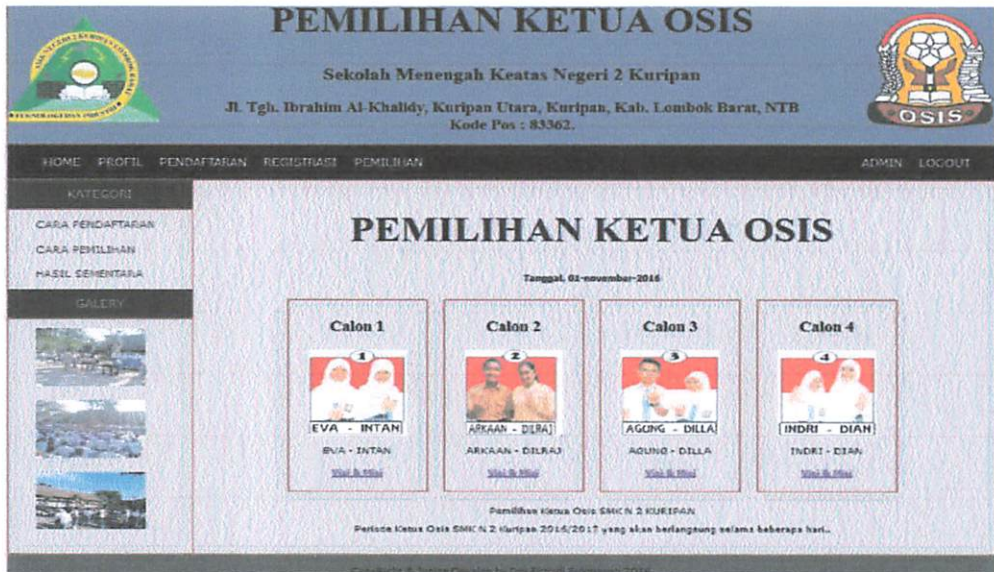 PEMILIHAN KETUA OSIS
Sekolah Menengah Keatas Negeri 2 Kuripan
Jl. Tgh. Ibrahim Al-Khalidy, Kuripan Utara, Kuripan, Kab. Lombok Barat, NTB
Kode Pos : 83362.
OSIS
HOME PROFIL PENDAFTARAN REGISTRASI PEMILIHAN ADMIN LOGOUT
KATEGORI
CARA PENDAFTARAN
CARA PEMILIHAN
HASIL SEMENTARA
GALERY
PEMILIHAN KETUA OSIS
Tanggal, 01-november-2016
Calon 1
1
EVA - INTAN
EVA - INTAN
Visi & Misi
Calon 2
2
ARKAAN - DILRAJ
ARKAAN - DILRAJ
Visi & Misi
Calon 3
3
AGUNG - DILLA
AGUNG - DILLA
Visi & Misi
Calon 4
4
INDRI - DIAN
INDRI - DIAN
Visi & Misi
Pemilihan Ketua Osis SMK N 2 KURIPAN
Periode Ketua Osis SMK N 2 Kuripan 2016/2017 yang akan berlangsung selama beberapa hari..